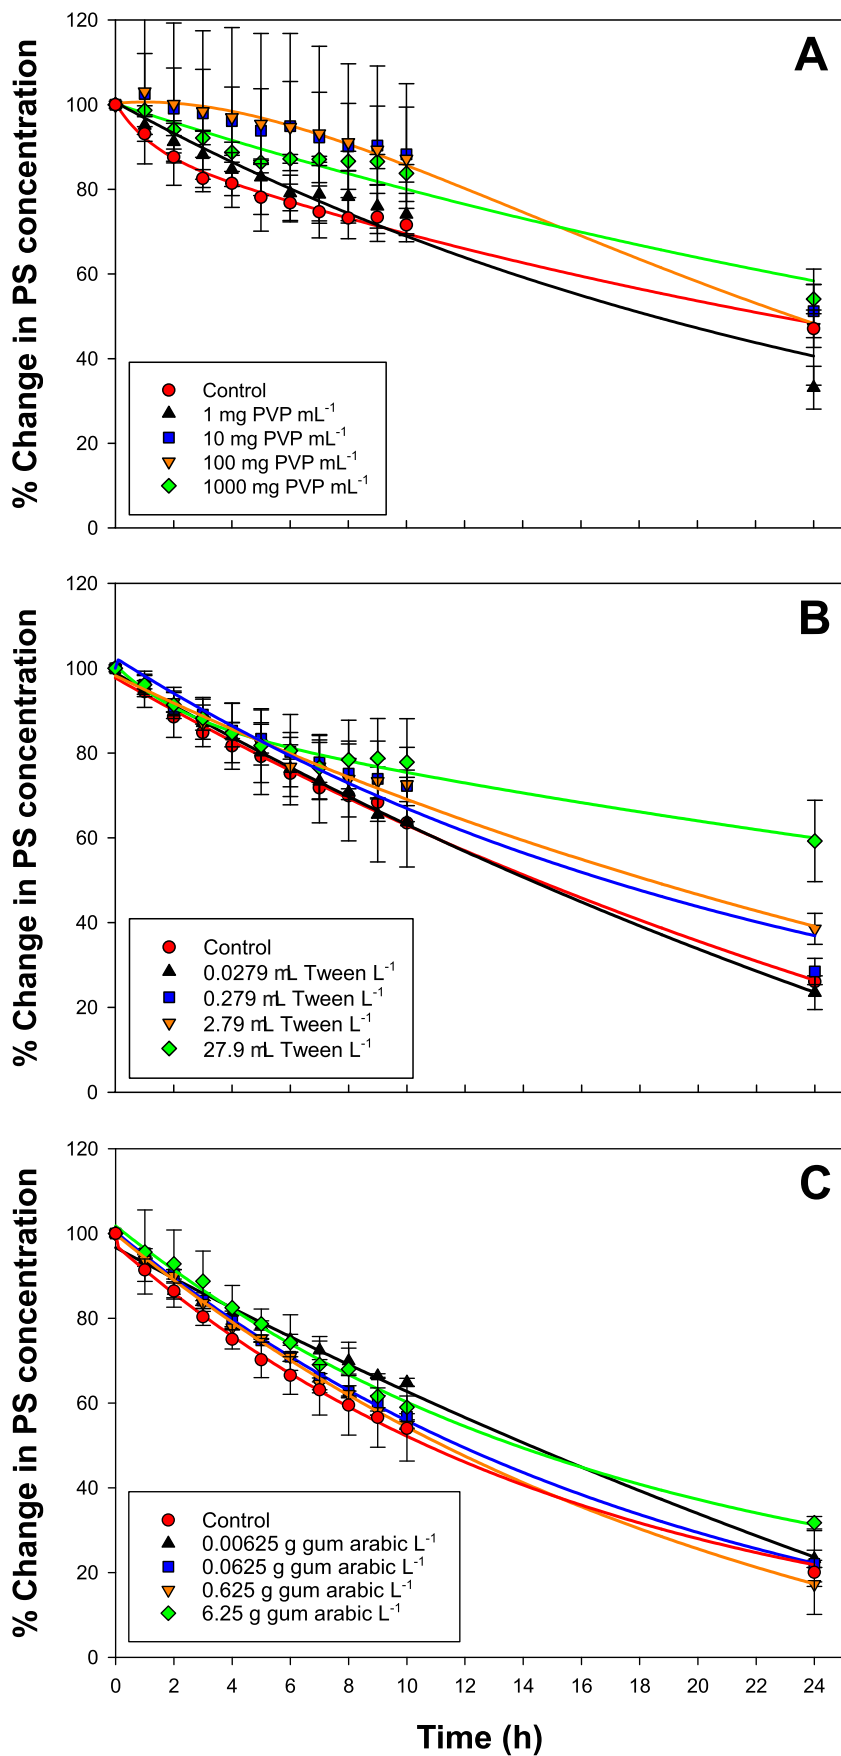 A
% Change in PS concentration
120
100
80
60
40
20
0
Control
1 mg PVP mL⁻¹
10 mg PVP mL⁻¹
100 mg PVP mL⁻¹
1000 mg PVP mL⁻¹
B
% Change in PS concentration
120
100
80
60
40
20
0
Control
0.0279 mL Tween L⁻¹
0.279 mL Tween L⁻¹
2.79 mL Tween L⁻¹
27.9 mL Tween L⁻¹
C
% Change in PS concentration
120
100
80
60
40
20
0
Control
0.00625 g gum arabic L⁻¹
0.0625 g gum arabic L⁻¹
0.625 g gum arabic L⁻¹
6.25 g gum arabic L⁻¹
0 2 4 6 8 10 12 14 16 18 20 22 24
Time (h)